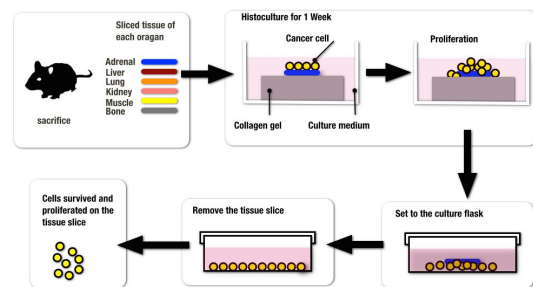 Sliced tissue of
each oragan
Adrenal
Liver
Lung
Kidney
Muscle
Bone
sacrifice
Histoculture for 1 Week
Cancer cell
Collagen gel
Culture medium
Proliferation
Set to the culture flask
Remove the tissue slice
Cells survived and
proliferated on the
tissue slice